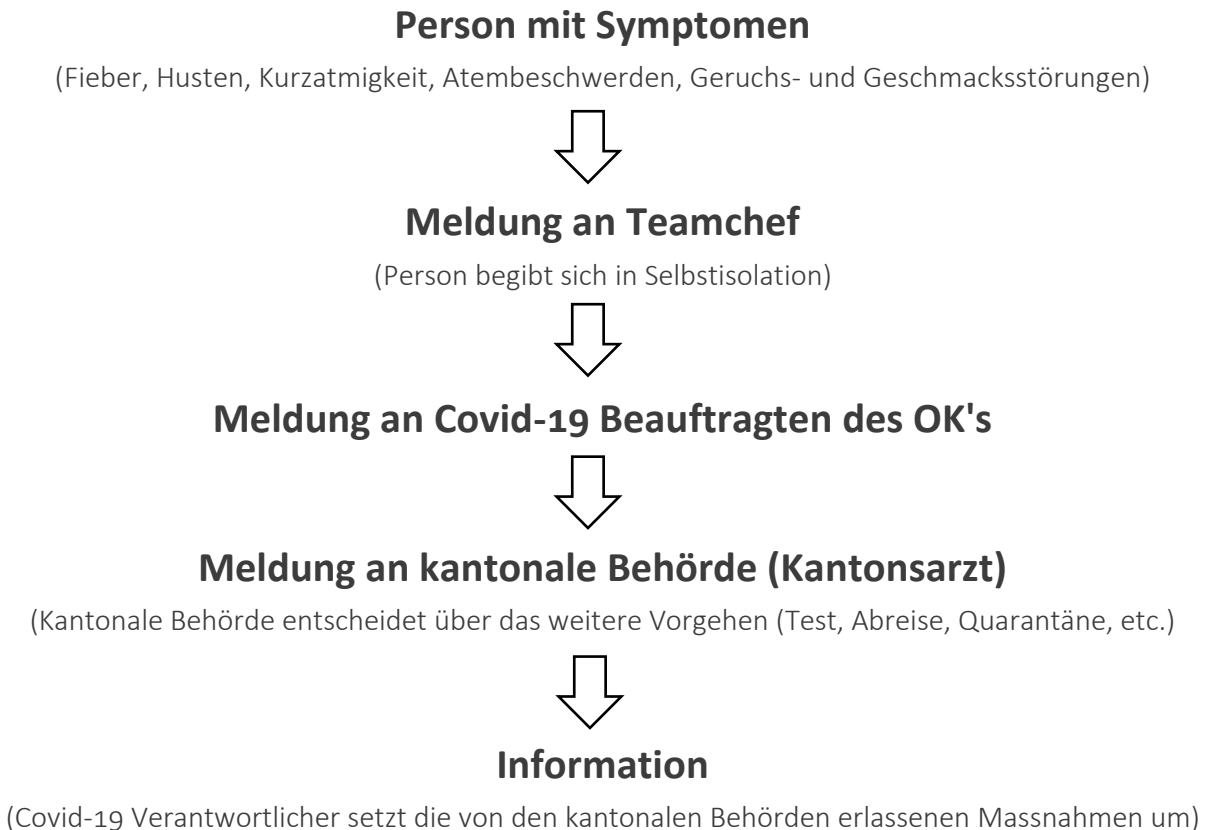 Person mit Symptomen
(Fieber, Husten, Kurzatmigkeit, Atembeschwerden, Geruchs- und Geschmacksstörungen)
Meldung an Teamchef
(Person begibt sich in Selbstisolation)
Meldung an Covid-19 Beauftragten des OK's
Meldung an kantonale Behörde (Kantonsarzt)
(Kantonale Behörde entscheidet über das weitere Vorgehen (Test, Abreise, Quarantäne, etc.)
Information
(Covid-19 Verantwortlicher setzt die von den kantonalen Behörden erlassenen Massnahmen um)